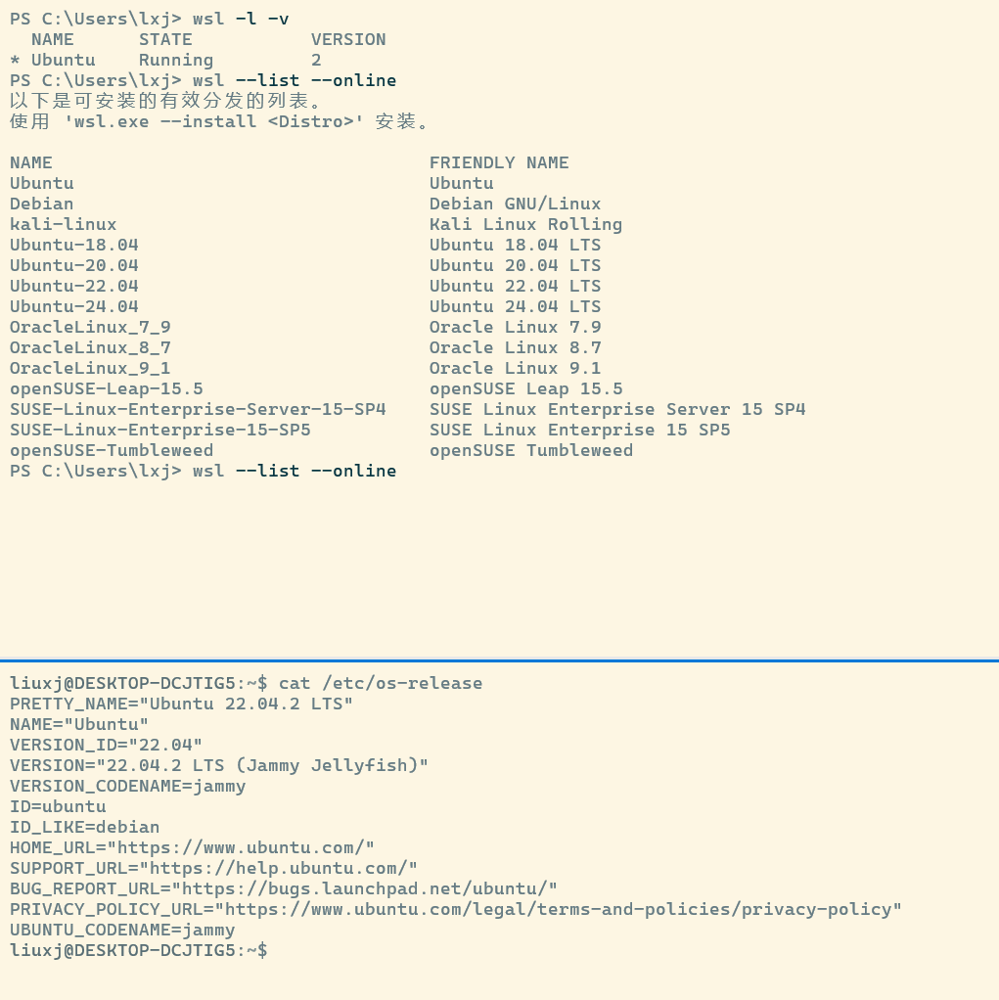 PS C:\Users\lxj> wsl -l -v
  NAME      STATE           VERSION
* Ubuntu    Running         2
PS C:\Users\lxj> wsl --list --online
以下是可安装的有效分发的列表。
使用 'wsl.exe --install <Distro>' 安装。

NAME                                   FRIENDLY NAME
Ubuntu                                 Ubuntu
Debian                                 Debian GNU/Linux
kali-linux                             Kali Linux Rolling
Ubuntu-18.04                           Ubuntu 18.04 LTS
Ubuntu-20.04                           Ubuntu 20.04 LTS
Ubuntu-22.04                           Ubuntu 22.04 LTS
Ubuntu-24.04                           Ubuntu 24.04 LTS
OracleLinux_7_9                        Oracle Linux 7.9
OracleLinux_8_7                        Oracle Linux 8.7
OracleLinux_9_1                        Oracle Linux 9.1
openSUSE-Leap-15.5                     openSUSE Leap 15.5
SUSE-Linux-Enterprise-Server-15-SP4    SUSE Linux Enterprise Server 15 SP4
SUSE-Linux-Enterprise-15-SP5           SUSE Linux Enterprise 15 SP5
openSUSE-Tumbleweed                    openSUSE Tumbleweed
PS C:\Users\lxj> wsl --list --online
liuxj@DESKTOP-DCJTIG5:~$ cat /etc/os-release
PRETTY_NAME="Ubuntu 22.04.2 LTS"
NAME="Ubuntu"
VERSION_ID="22.04"
VERSION="22.04.2 LTS (Jammy Jellyfish)"
VERSION_CODENAME=jammy
ID=ubuntu
ID_LIKE=debian
HOME_URL="https://www.ubuntu.com/"
SUPPORT_URL="https://help.ubuntu.com/"
BUG_REPORT_URL="https://bugs.launchpad.net/ubuntu/"
PRIVACY_POLICY_URL="https://www.ubuntu.com/legal/terms-and-policies/privacy-policy"
UBUNTU_CODENAME=jammy
liuxj@DESKTOP-DCJTIG5:~$